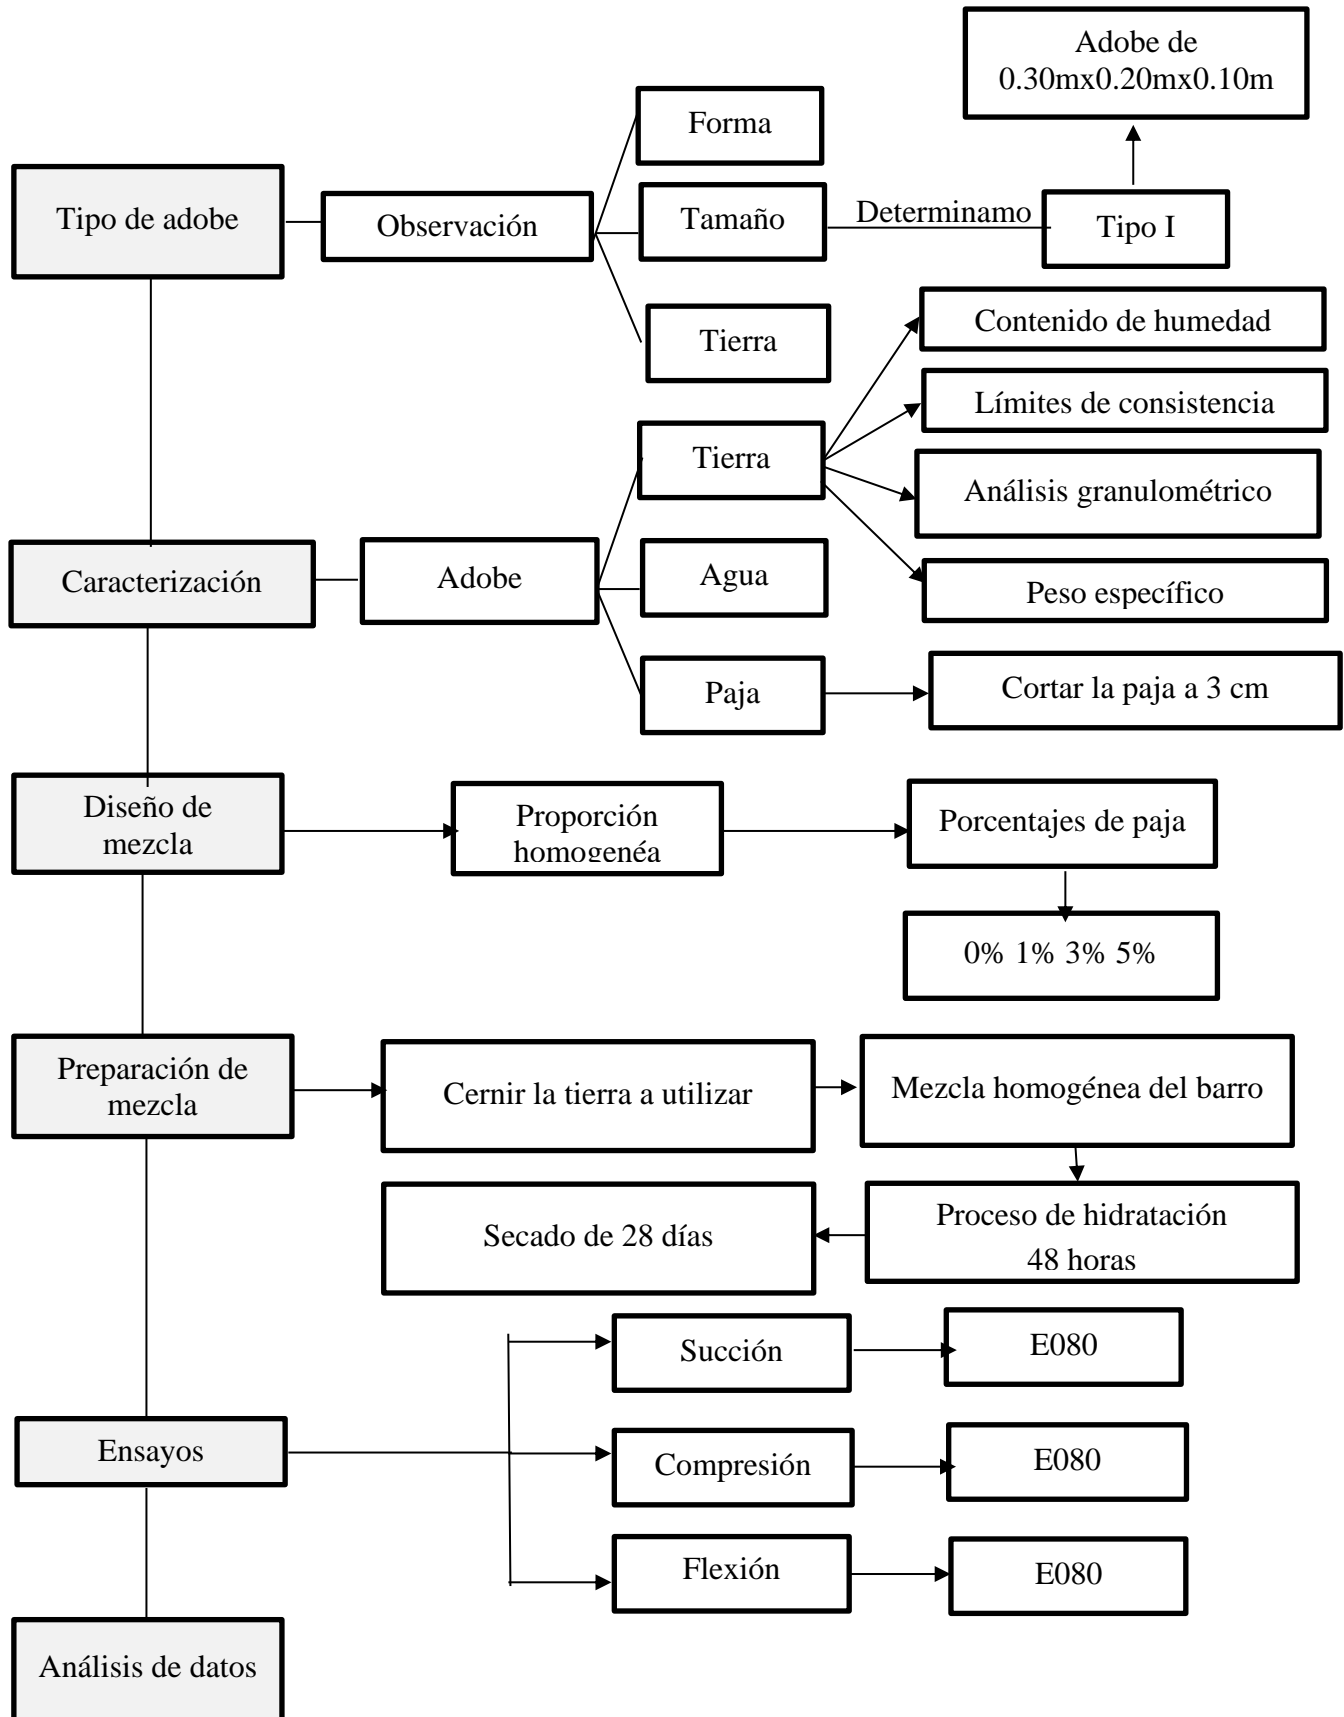 Adobe de
0.30mx0.20mx0.10m
Forma
Tipo de adobe
Observación
Tamaño
Determinamo
Tipo I
Tierra
Contenido de humedad
Límites de consistencia
Tierra
Análisis granulométrico
Caracterización
Adobe
Agua
Peso específico
Paja
Cortar la paja a 3 cm
Diseño de
mezcla
Proporción
homogenéa
Porcentajes de paja
0% 1% 3% 5%
Preparación de
mezcla
Cernir la tierra a utilizar
Mezcla homogénea del barro
Proceso de hidratación
48 horas
Secado de 28 días
Succión
E080
Ensayos
Compresión
E080
Flexión
E080
Análisis de datos